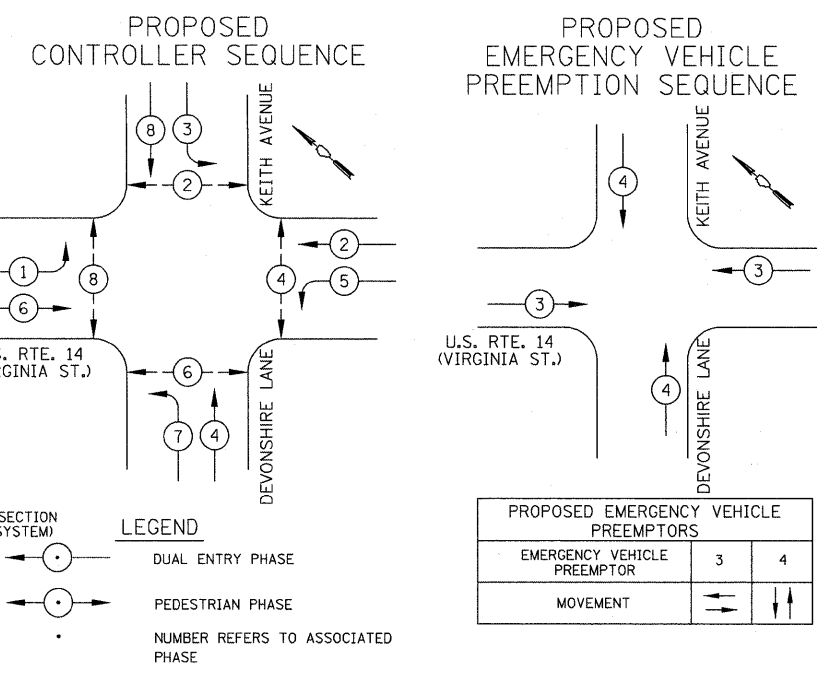 PROPOSED
CONTROLLER SEQUENCE
8
3
KEITH AVENUE
2
2
1
8
4
5
6
RTE. 14
ST.)
6
7
4
DEVONSHIRE LANE
SYSTEM)
LEGEND
DUAL ENTRY PHASE
PEDESTRIAN PHASE
NUMBER REFERS TO ASSOCIATED
PHASE
PROPOSED
EMERGENCY VEHICLE
PREEMPTION SEQUENCE
4
KEITH AVENUE
3
3
U.S. RTE. 14
(VIRGINIA ST.)
4
DEVONSHIRE LANE
PROPOSED EMERGENCY VEHICLE
PREEMPTORS
EMERGENCY VEHICLE
PREEMPTOR
3
4
MOVEMENT